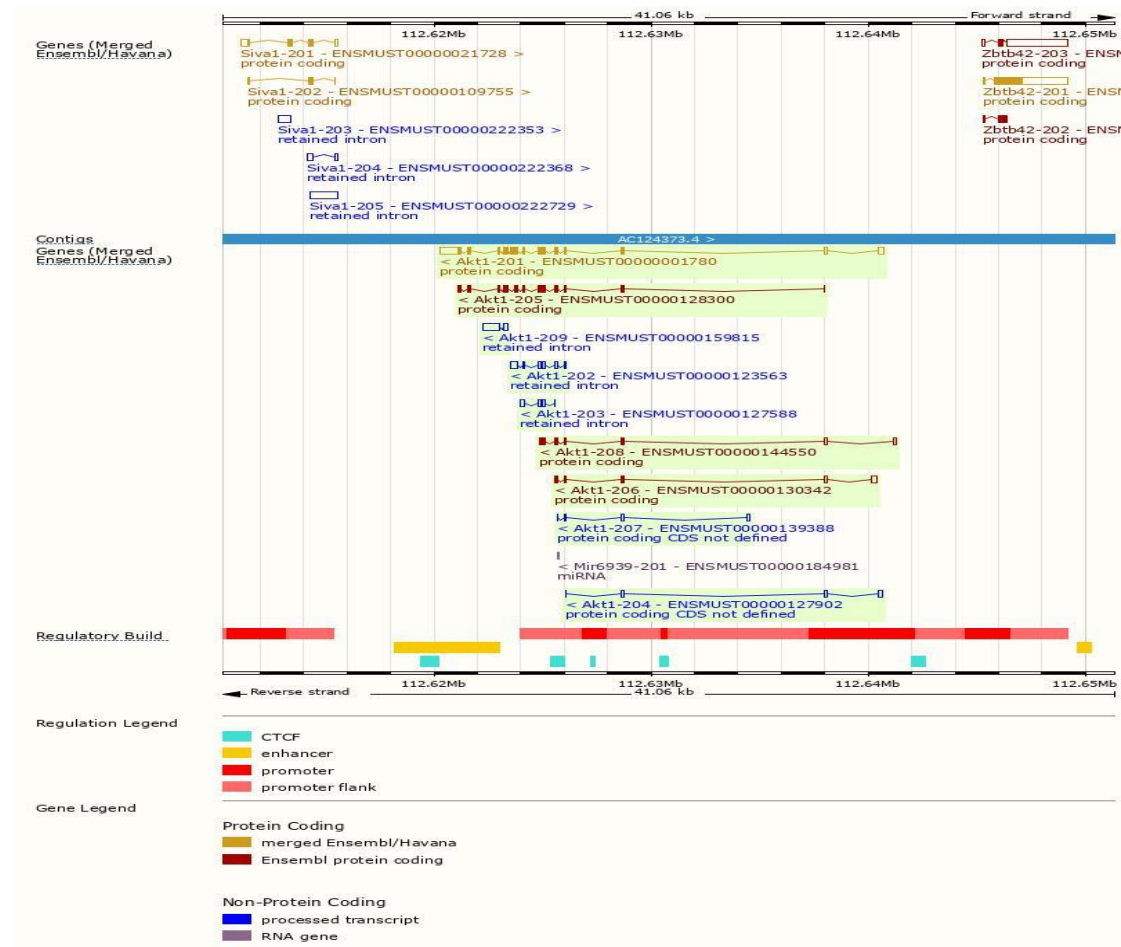 41.06 kb
Forward strand
112.62Mb 112.63Mb 112.64Mb 112.65Mb
Genes (Merged
Ensembl/Havana)
Siva1-201 - ENSMUST00000021728 >
protein coding
Zbtb42-203 - ENSM
protein coding
Siva1-202 - ENSMUST00000109755 >
protein coding
Zbtb42-201 - ENSM
protein coding
Siva1-203 - ENSMUST00000222353 >
retained intron
Zbtb42-202 - ENSM
protein coding
Siva1-204 - ENSMUST00000222368 >
retained intron
Siva1-205 - ENSMUST00000222729 >
retained intron
Contigs
AC124373.4 >
Genes (Merged
Ensembl/Havana)
< Akt1-201 - ENSMUST00000001780
protein coding
< Akt1-205 - ENSMUST00000128300
protein coding
< Akt1-209 - ENSMUST00000159815
retained intron
< Akt1-202 - ENSMUST00000123563
retained intron
< Akt1-203 - ENSMUST00000127588
retained intron
< Akt1-208 - ENSMUST00000144550
protein coding
< Akt1-206 - ENSMUST00000130342
protein coding
< Akt1-207 - ENSMUST00000139388
protein coding CDS not defined
< Mir6939-201 - ENSMUST00000184981
miRNA
< Akt1-204 - ENSMUST00000127902
protein coding CDS not defined
Regulatory Build
112.62Mb 112.63Mb 112.64Mb 112.65Mb
Reverse strand
41.06 kb
Regulation Legend
CTCF
enhancer
promoter
promoter flank
Gene Legend
Protein Coding
merged Ensembl/Havana
Ensembl protein coding
Non-Protein Coding
processed transcript
RNA gene